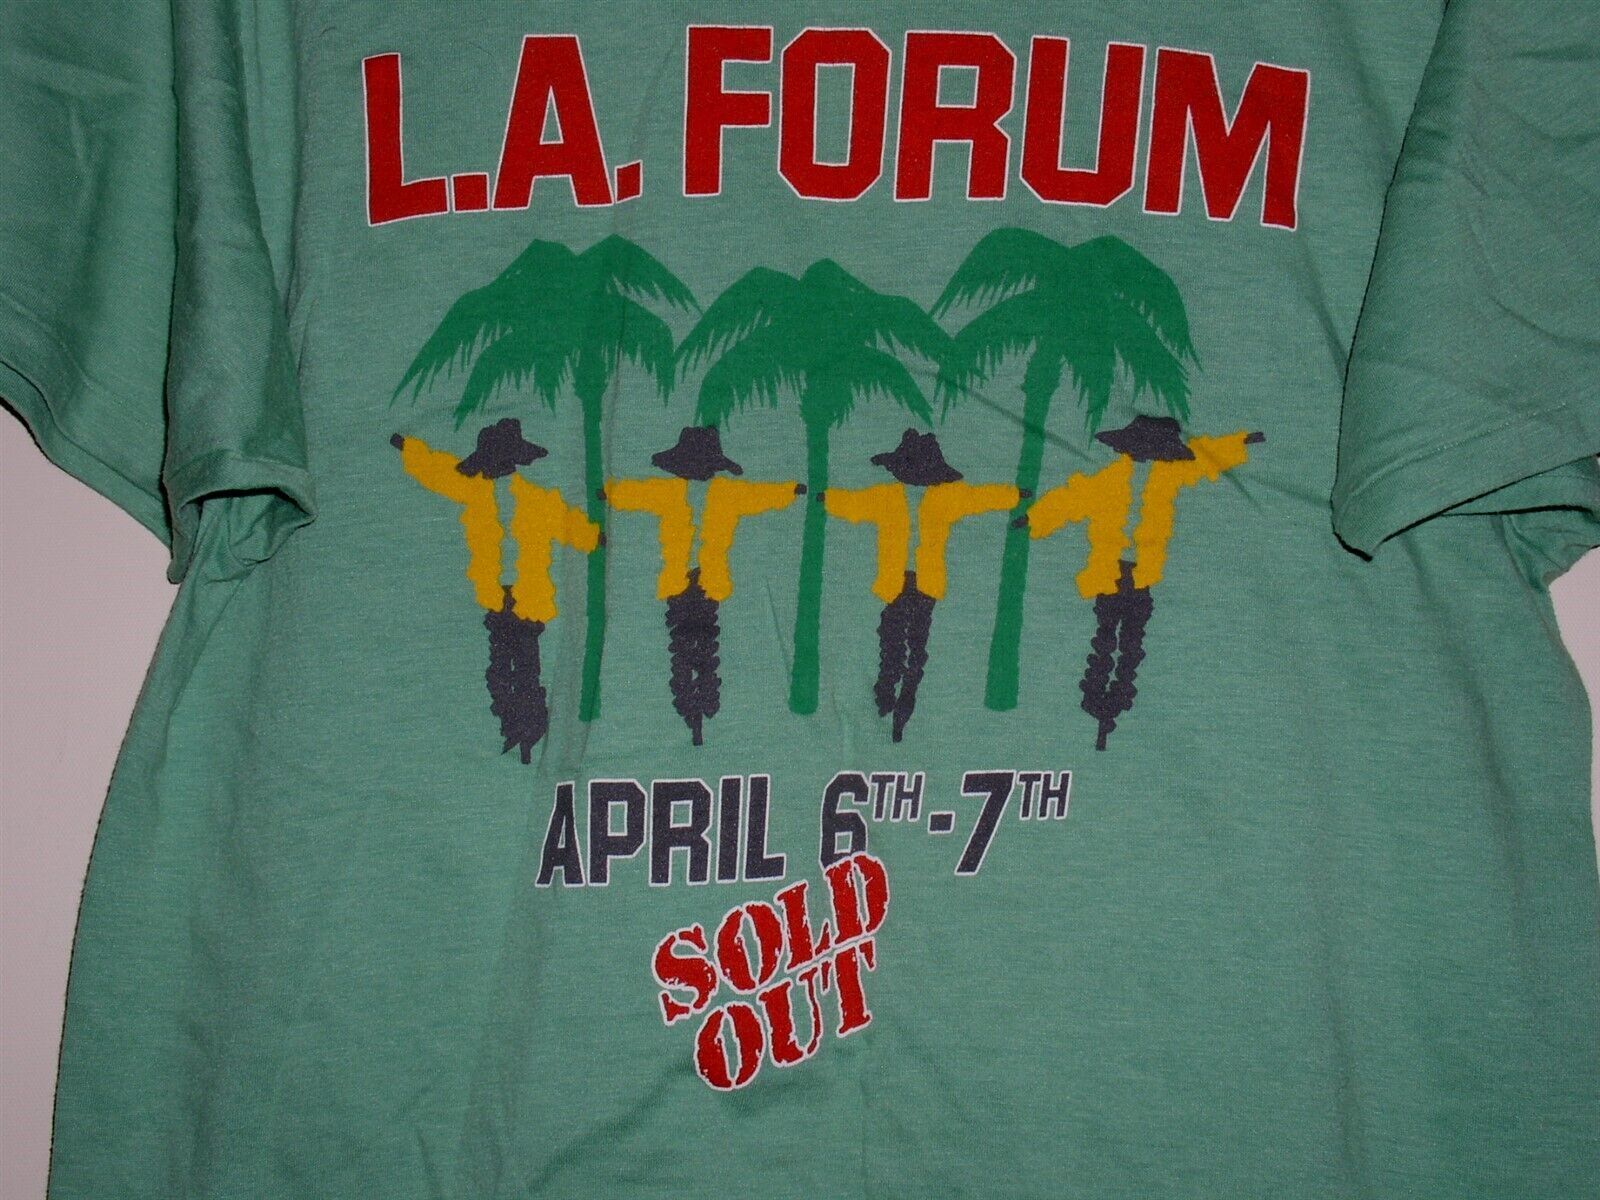 L.A. FORUM
APRIL 6TH-7TH
SOLD
OUT